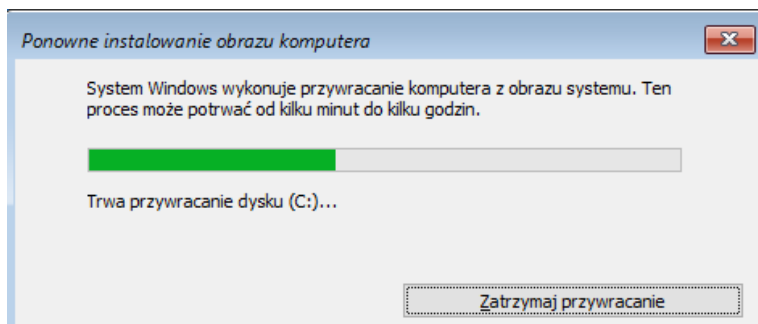 Ponowne instalowanie obrazu komputera
System Windows wykonuje przywracanie komputera z obrazu systemu. Ten
proces może potrwać od kilku minut do kilku godzin.
Trwa przywracanie dysku (C:)...
Zatrzymaj przywracanie